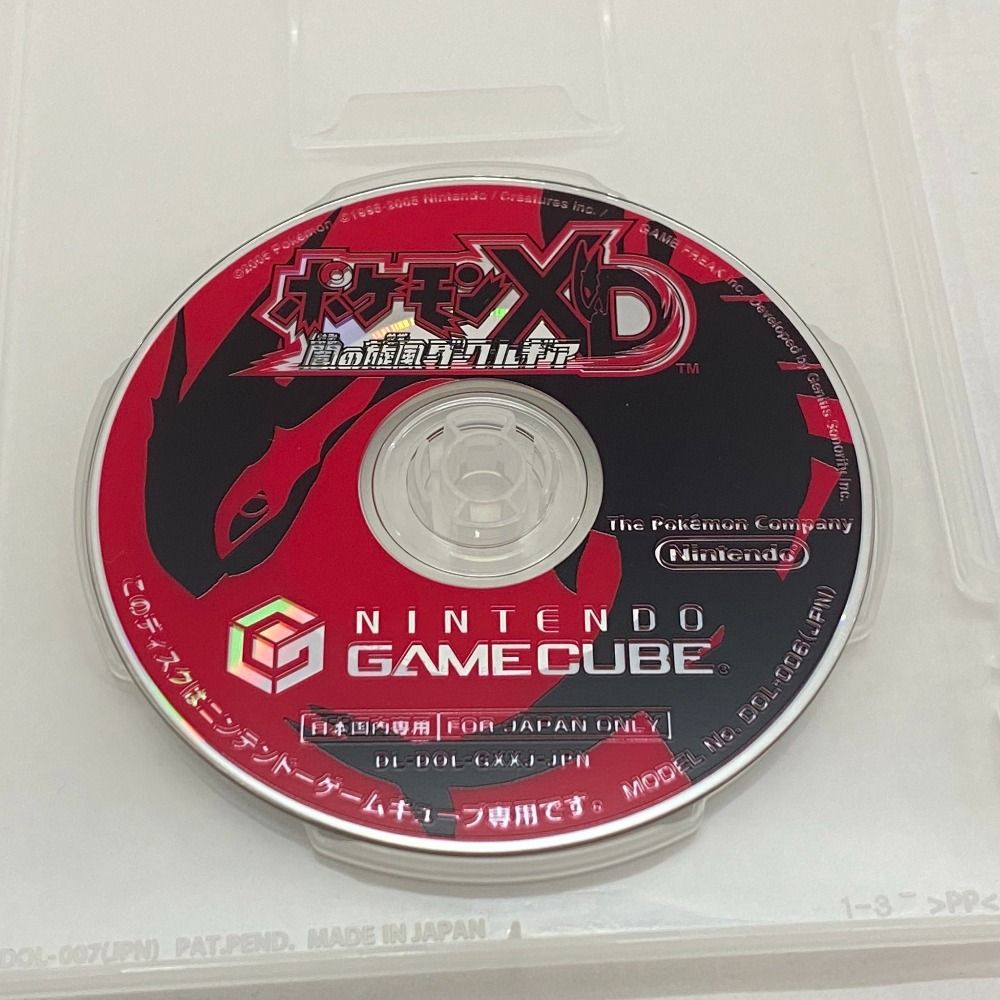 ©2005 Pokémon ©1995-2005 Nintendo / Creatures inc. / GAME FREAK inc. Developed by Genius Sonority Inc.
ポケモンXD
闇の旋風ダーク・ルギア
TM
The Pokémon Company
Nintendo
NINTENDO
GAMECUBE®
日本国内専用 FOR JAPAN ONLY
DL-DOL-GXXJ-JPN
このディスクはニンテンドーゲームキューブ専用です。 MODEL No. DOL-006(JPN)
1-3 >PP<
DOL-007(JPN) PAT.PEND. MADE IN JAPAN